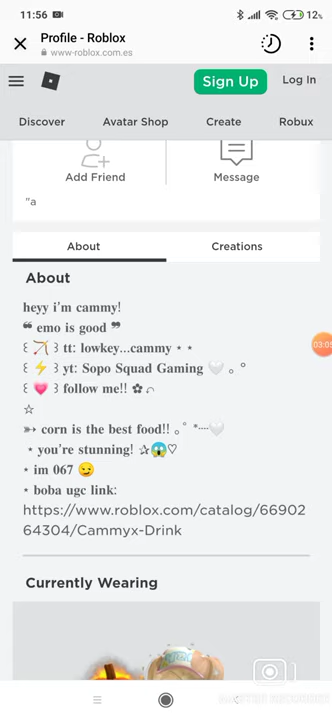 11:56
12%
Profile - Roblox
www-roblox.com.es
Sign Up
Log In
Discover
Avatar Shop
Create
Robux
Add Friend
Message
"a
About
Creations
About
heyy i'm cammy!
❝ emo is good ❞
꒰ 🏹 ꒱ tt: lowkey...cammy ⋆ ⋆
꒰ ⚡ ꒱ yt: Sopo Squad Gaming 🤍 ｡ °
꒰ 💗 ꒱ follow me!! ✿ ᴖ
☆
➳ corn is the best food!! ｡˚ *····🤍
⋆ you're stunning! ✰😱♡
⋆ im 067 😏
⋆ boba ugc link:
https://www.roblox.com/catalog/66902
64304/Cammyx-Drink
Currently Wearing
03:05